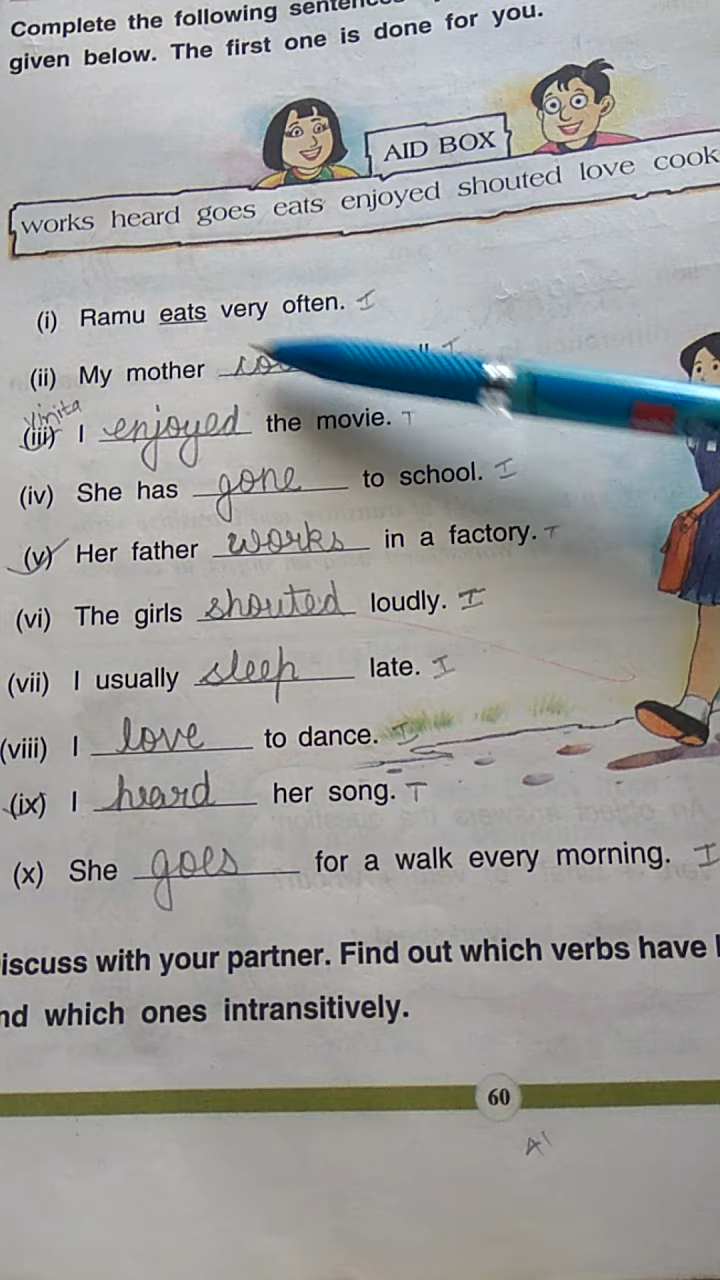 Complete the following
given below. The first one is done for you.
AID BOX
works heard goes eats enjoyed shouted love cook
(i) Ramu eats very often. I
(ii) My mother
Vinita
(iii) I enjoyed the movie. T
(iv) She has gone to school. I
(v) Her father works in a factory. T
(vi) The girls shouted loudly. I
(vii) I usually sleep late. I
(viii) I love to dance. I
(ix) I heard her song. T
(x) She goes for a walk every morning. I
iscuss with your partner. Find out which verbs have
nd which ones intransitively.
60
A1